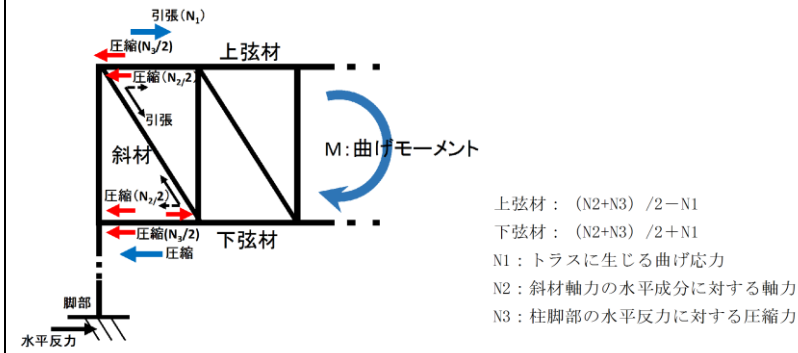 引張(N₁)
圧縮(N₃/2)
上弦材
圧縮(N₂/2)
引張
斜材
M:曲げモーメント
圧縮(N₂/2)
圧縮(N₃/2)
下弦材
圧縮
脚部
水平反力
上弦材: (N2+N3) /2-N1
下弦材: (N2+N3) /2+N1
N1:トラスに生じる曲げ応力
N2:斜材軸力の水平成分に対する軸力
N3:柱脚部の水平反力に対する圧縮力